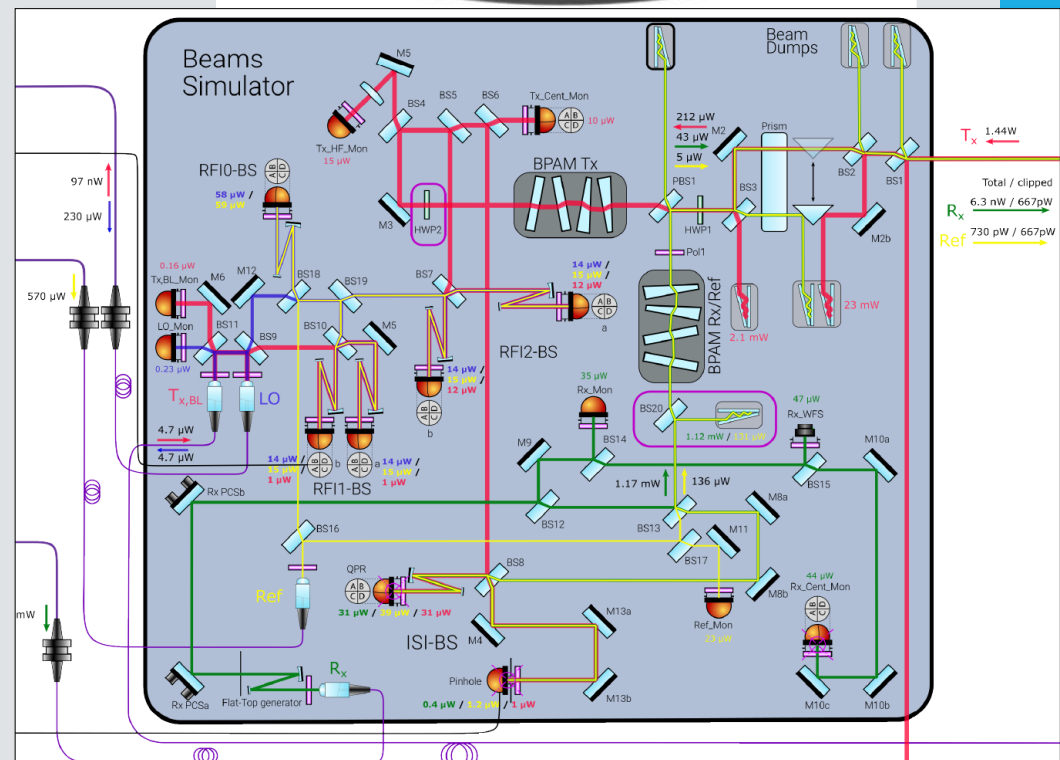 Beams
Simulator
Beam
Dumps
M5
BS4
BS5
BS6
Tx_Cent_Mon
A B
C D
10 µW
Tx_HF_Mon
15 µW
212 µW
43 µW
5 µW
M2
Prism
BS2
BS1
Tx
1.44W
RFI0-BS
A B
C D
58 µW /
59 µW
BPAM Tx
PBS1
BS3
HWP1
M2b
Total / clipped
Rx
6.3 nW / 667pW
Ref
730 pW / 667pW
97 nW
230 µW
M3
HWP2
Pol1
570 µW
0.16 µW
Tx,BL_Mon
M6
M12
BS18
BS19
BS7
14 µW /
15 µW /
12 µW
A B
C D
a
BPAM Rx/Ref
2.1 mW
23 mW
LO_Mon
BS11
BS9
BS10
M5
RFI2-BS
0.23 µW
14 µW /
15 µW /
12 µW
A B
C D
b
Tx,BL
LO
35 µW
Rx_Mon
BS20
1.12 mW / 131 µW
47 µW
Rx_WFS
4.7 µW
4.7 µW
14 µW /
15 µW /
1 µW
A B
C D
b
A B
C D
a
14 µW /
15 µW /
1 µW
RFI1-BS
M9
BS14
M10a
BS15
Rx PCSb
1.17 mW
136 µW
BS12
BS13
M8a
BS16
M11
BS17
QPR
A B
C D
BS8
31 µW / 39 µW / 31 µW
M8b
44 µW
Rx_Cent_Mon
A B
C D
Ref
Ref_Mon
23 µW
mW
ISI-BS
M4
M13a
Rx PCSa
Flat-Top generator
Rx
Pinhole
0.4 µW / 1.2 µW / 1 µW
M13b
M10c
M10b